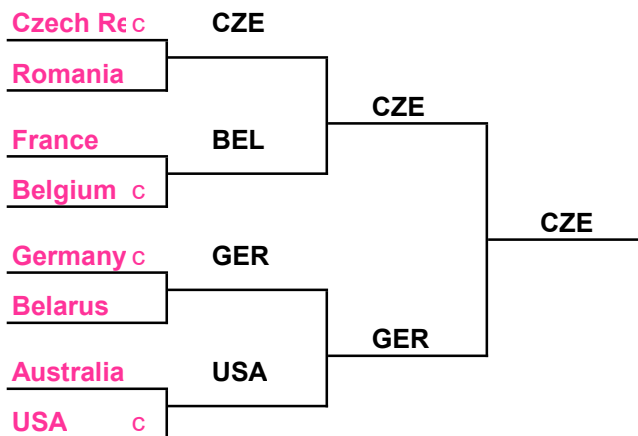 Czech Re c CZE
Romania
CZE
France BEL
Belgium c
CZE
Germany c GER
Belarus
GER
Australia USA
USA c